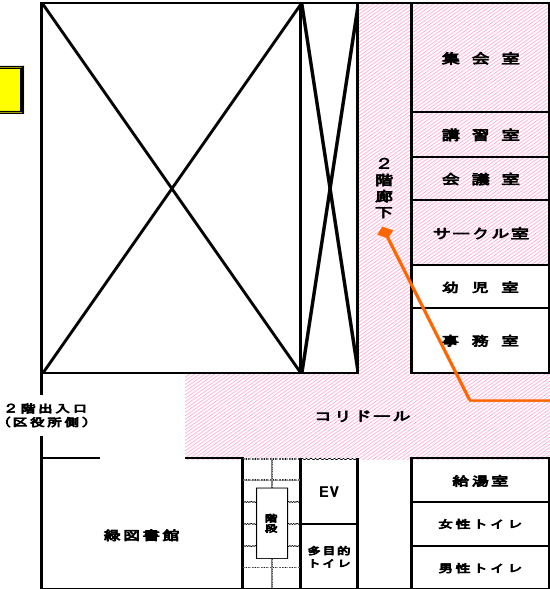 集会室
講習室
会議室
２階廊下
サークル室
幼児室
事務室
２階出入口
（区役所側）
コリドール
給湯室
EV
階段
女性トイレ
緑図書館
多目的
トイレ
男性トイレ